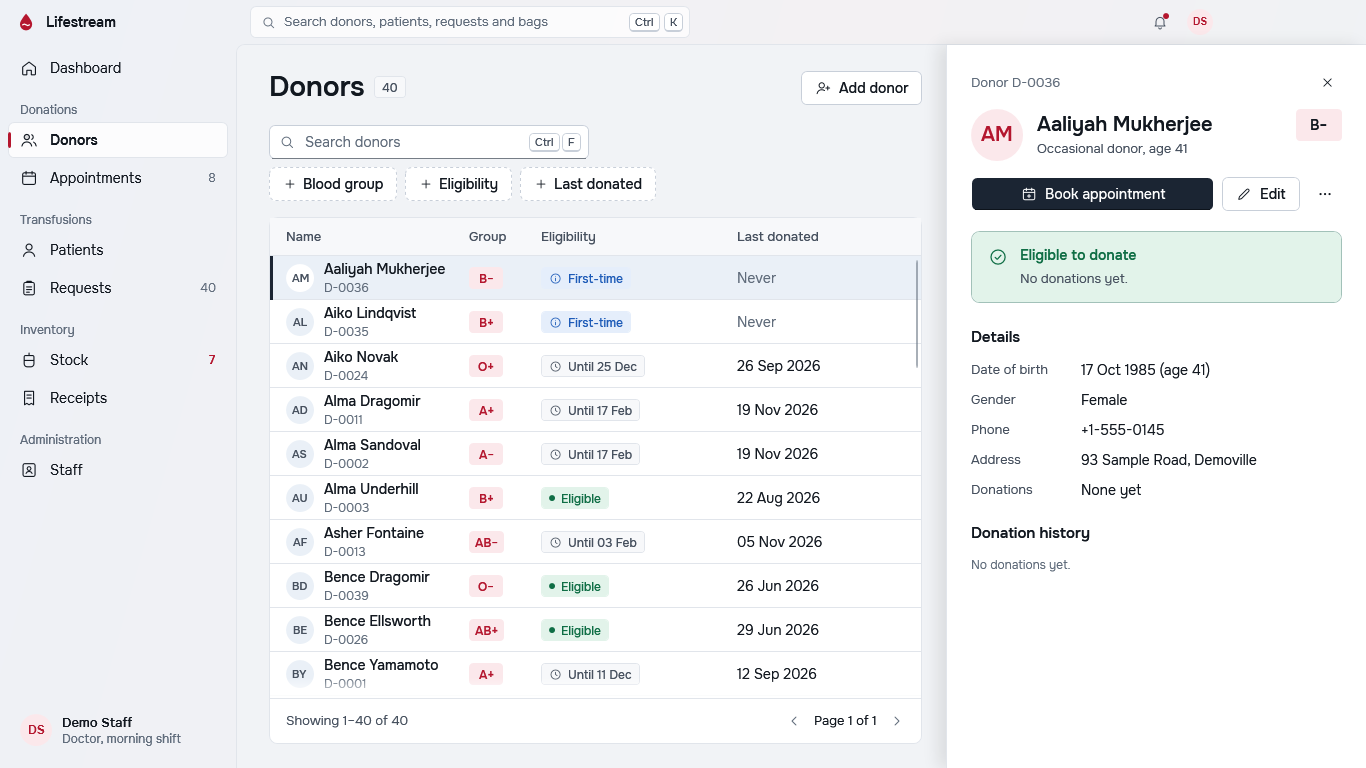 Lifestream
Search donors, patients, requests and bags
Ctrl K
DS
Dashboard
Donations
Donors
Appointments 8
Transfusions
Patients
Requests 40
Inventory
Stock 7
Receipts
Administration
Staff
DS
Demo Staff
Doctor, morning shift
Donors 40
Add donor
Search donors Ctrl F
Blood group
Eligibility
Last donated
Name Group Eligibility Last donated
AM Aaliyah Mukherjee B− First-time Never
D-0036
AL Aiko Lindqvist B+ First-time Never
D-0035
AN Aiko Novak O+ Until 25 Dec 26 Sep 2026
D-0024
AD Alma Dragomir A+ Until 17 Feb 19 Nov 2026
D-0011
AS Alma Sandoval A− Until 17 Feb 19 Nov 2026
D-0002
AU Alma Underhill B+ Eligible 22 Aug 2026
D-0003
AF Asher Fontaine AB− Until 03 Feb 05 Nov 2026
D-0013
BD Bence Dragomir O− Eligible 26 Jun 2026
D-0039
BE Bence Ellsworth AB+ Eligible 29 Jun 2026
D-0026
BY Bence Yamamoto A+ Until 11 Dec 12 Sep 2026
D-0001
Showing 1–40 of 40
Page 1 of 1
Donor D-0036
AM
Aaliyah Mukherjee
Occasional donor, age 41
B−
Book appointment
Edit
Eligible to donate
No donations yet.
Details
Date of birth 17 Oct 1985 (age 41)
Gender Female
Phone +1-555-0145
Address 93 Sample Road, Demoville
Donations None yet
Donation history
No donations yet.